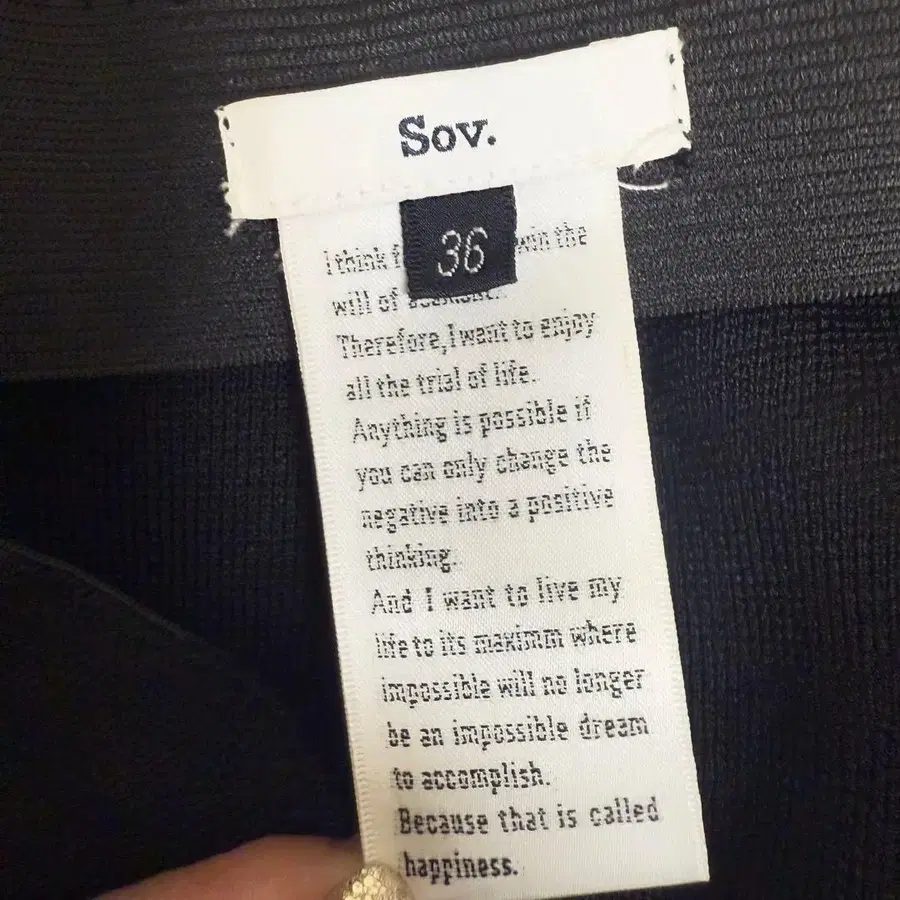 Sov.
36
I think win the
will of
Therefore, I want to enjoy
all the trial of life.
Anything is possible if
you can only change the
negative into a positive
thinking.
And I want to live my
life to its maximm where
impossible will no longer
be an impossible dream
to accomplish.
Because that is called
happiness.